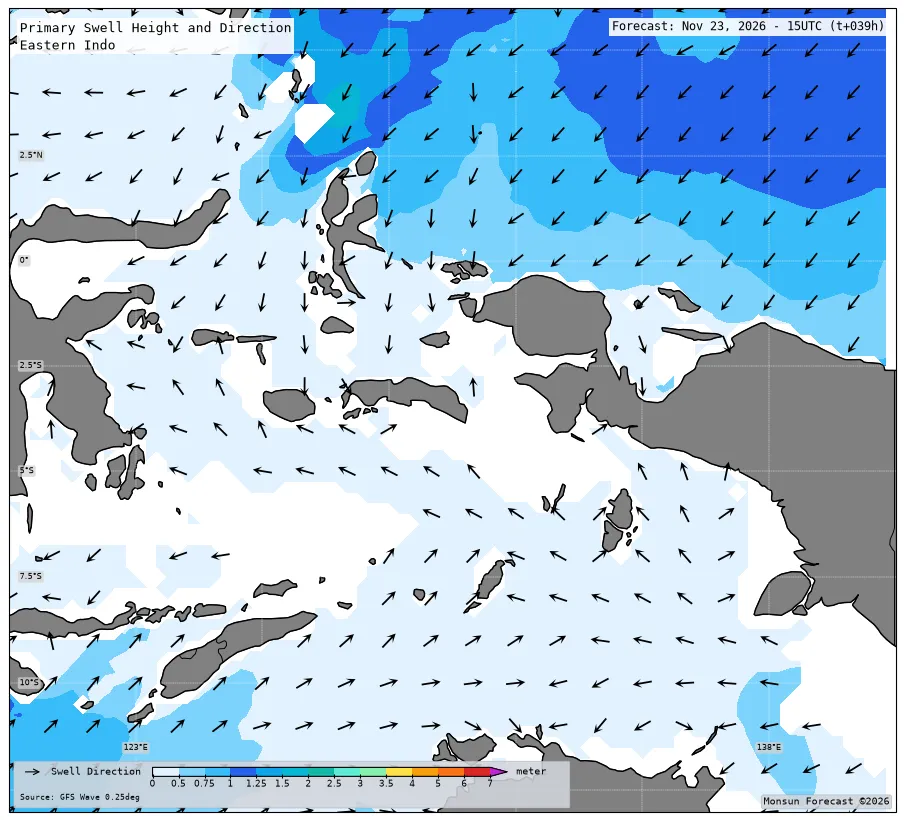 Primary Swell Height and Direction
Eastern Indo
Forecast: Nov 23, 2026 - 15UTC (t+039h)
2.5°N
0°
2.5°S
5°S
7.5°S
10°S
123°E
138°E
Swell Direction
0 0.5 0.75 1 1.25 1.5 2 2.5 3 3.5 4 5 6 7
meter
Source: GFS Wave 0.25deg
Monsun Forecast ©2026